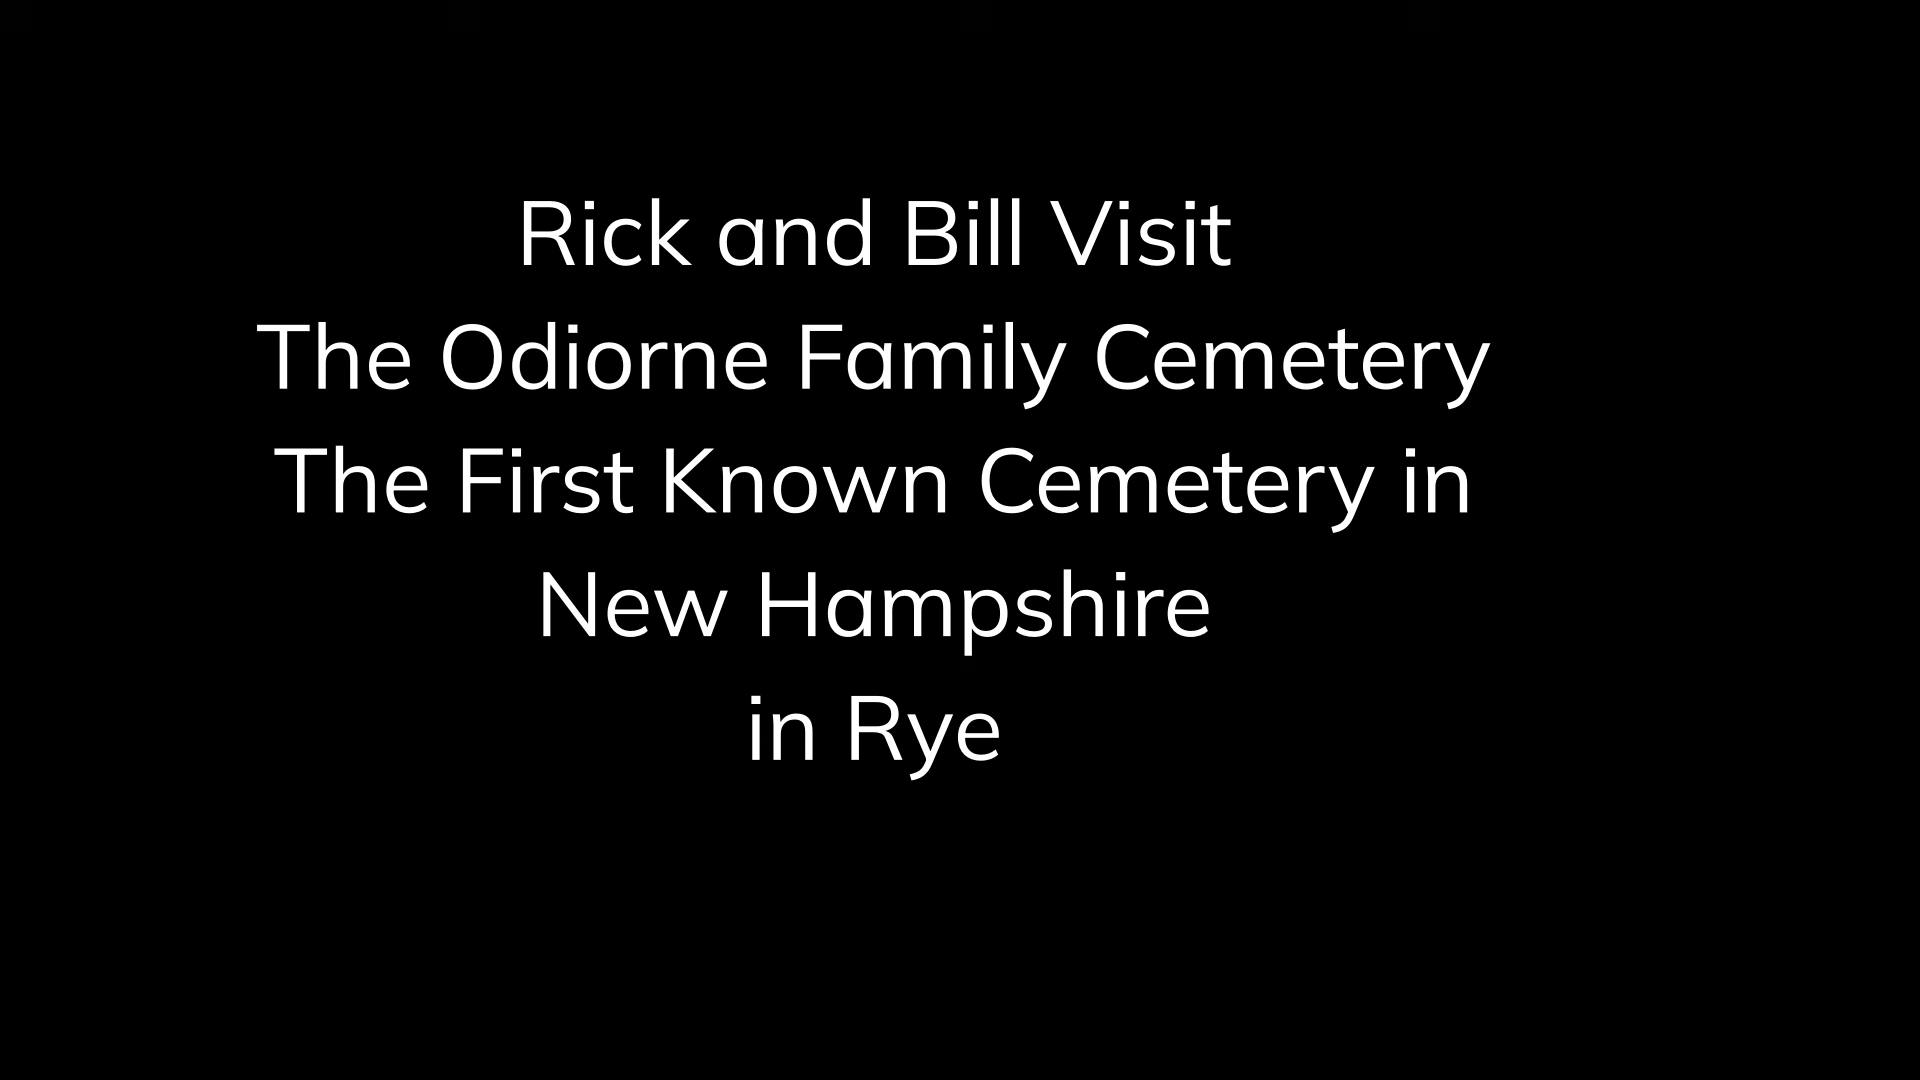 Rick and Bill Visit
The Odiorne Family Cemetery
The First Known Cemetery in
New Hampshire
in Rye